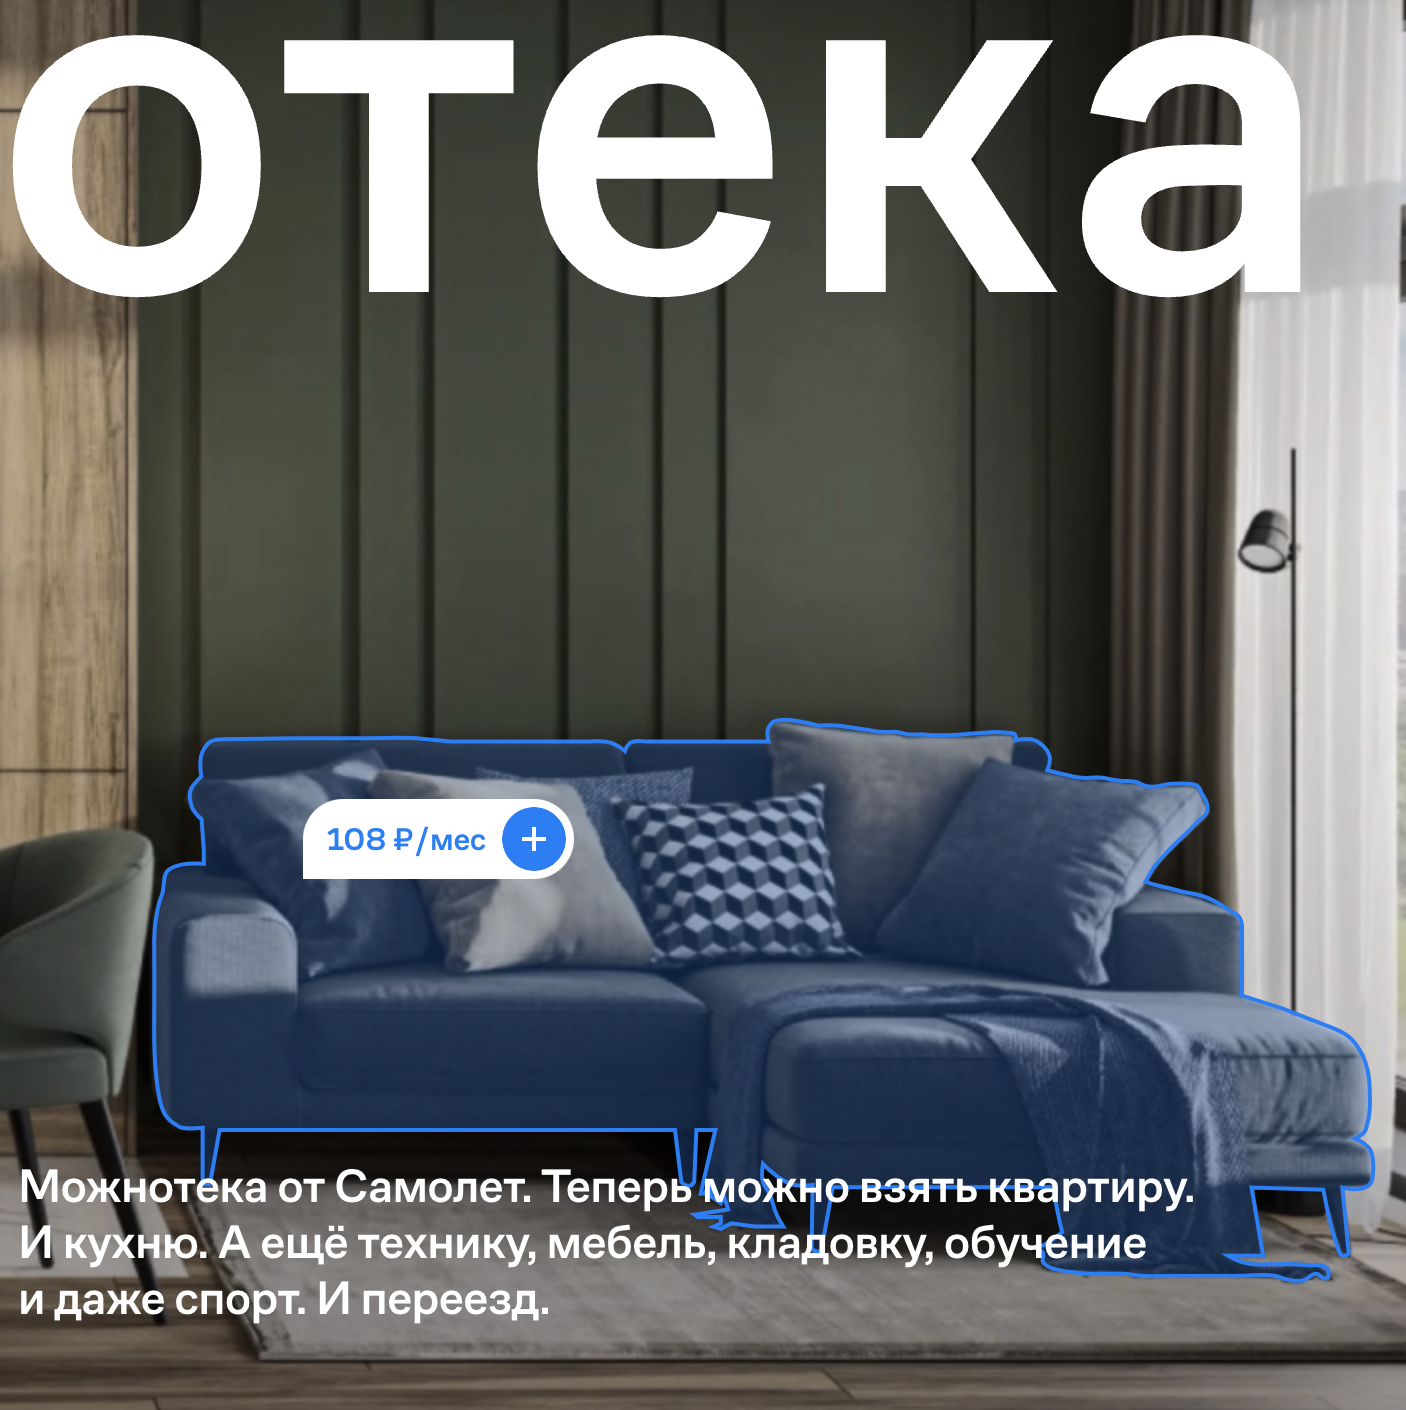 отека
108 ₽/мес
Можнотека от Самолет. Теперь можно взять квартиру.
И кухню. А ещё технику, мебель, кладовку, обучение
и даже спорт. И переезд.